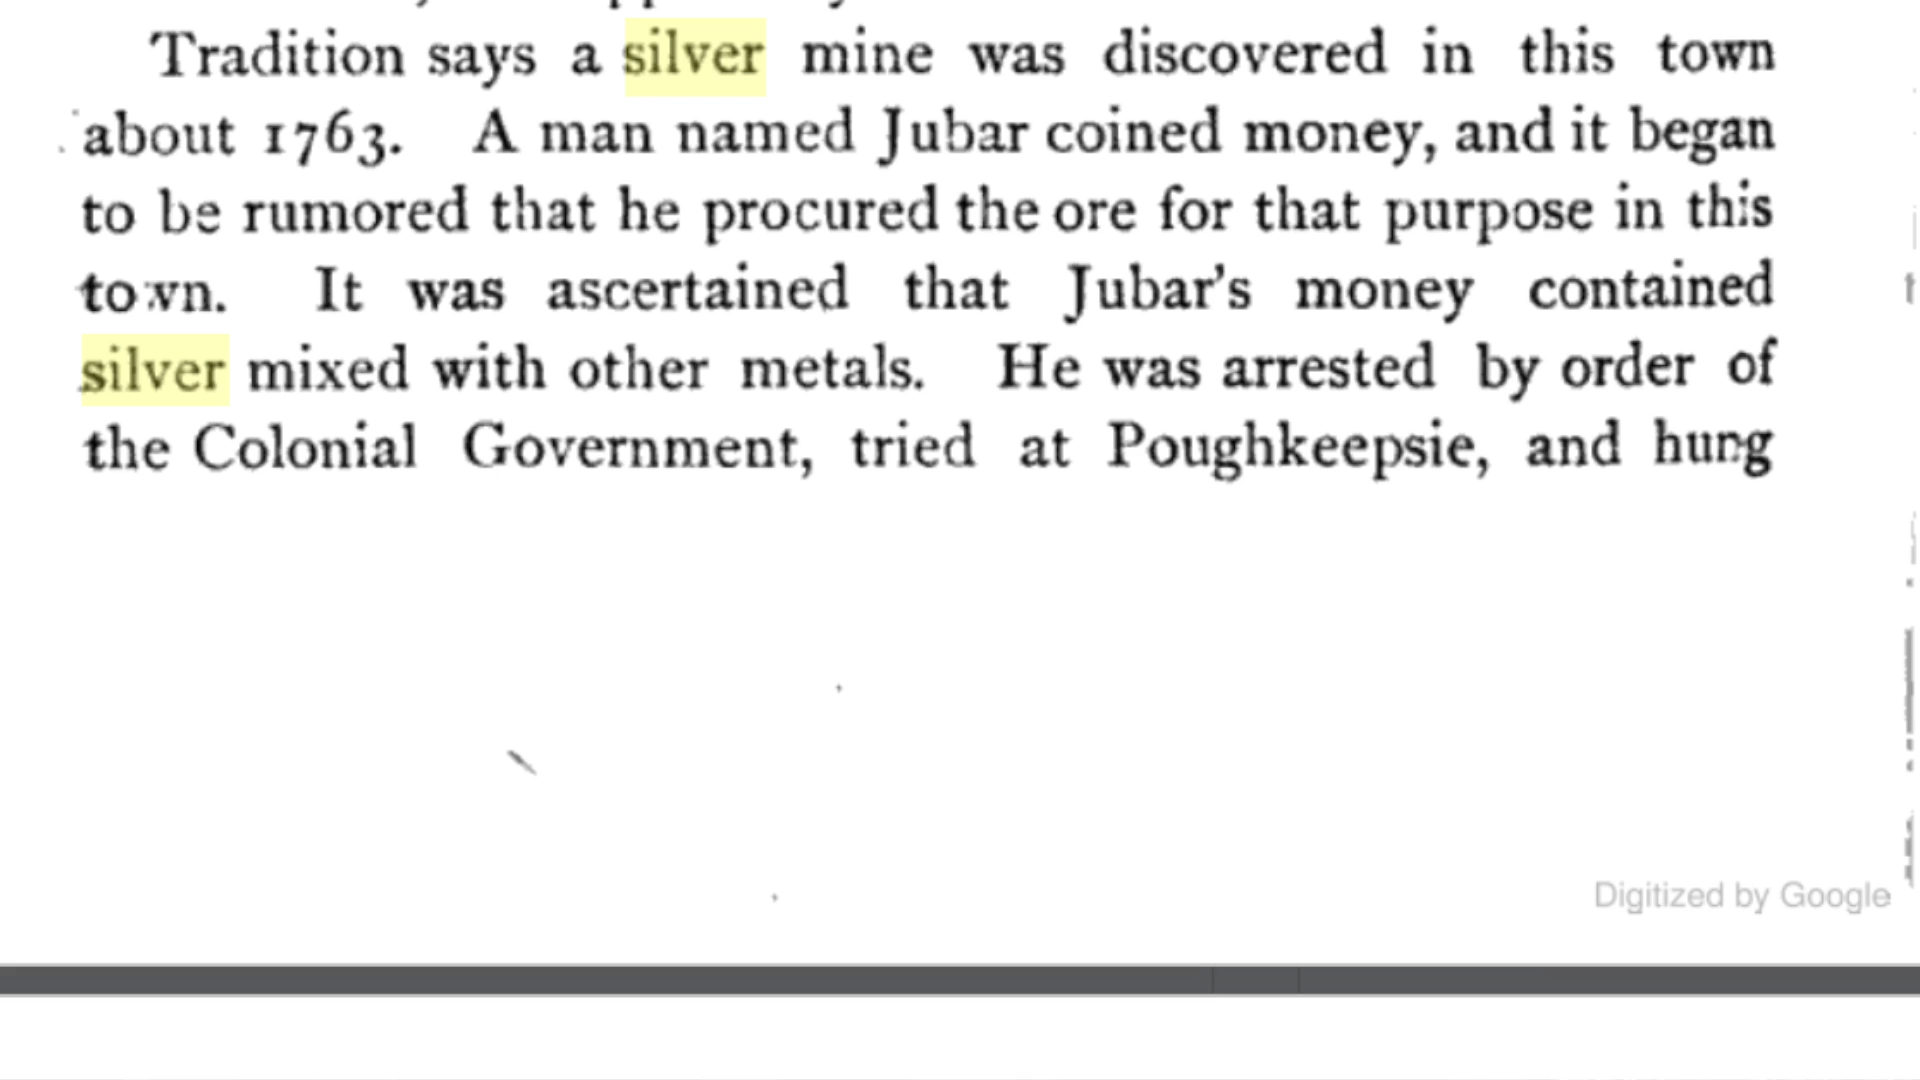 Tradition says a silver mine was discovered in this town
about 1763. A man named Jubar coined money, and it began
to be rumored that he procured the ore for that purpose in this
town. It was ascertained that Jubar's money contained
silver mixed with other metals. He was arrested by order of
the Colonial Government, tried at Poughkeepsie, and hung
Digitized by Google